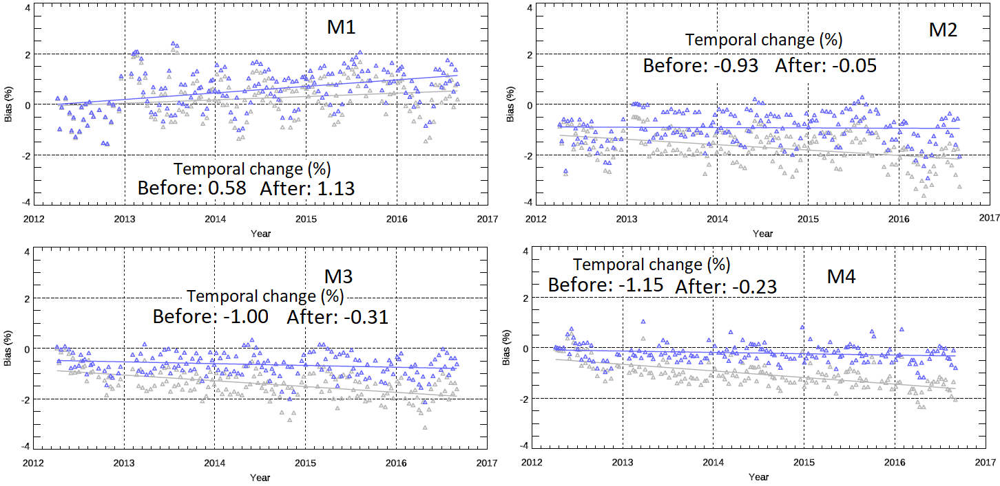 M1
4
2
0
-2
-4
Bias (%)
Temporal change (%)
Before: 0.58 After: 1.13
2012 2013 2014 2015 2016 2017
Year
M2
Temporal change (%)
Before: -0.93 After: -0.05
4
2
0
-2
-4
Bias (%)
2012 2013 2014 2015 2016 2017
Year
M3
Temporal change (%)
Before: -1.00 After: -0.31
4
2
0
-2
-4
Bias (%)
2012 2013 2014 2015 2016 2017
Year
Temporal change (%)
Before: -1.15 After: -0.23
M4
4
2
0
-2
-4
Bias (%)
2012 2013 2014 2015 2016 2017
Year